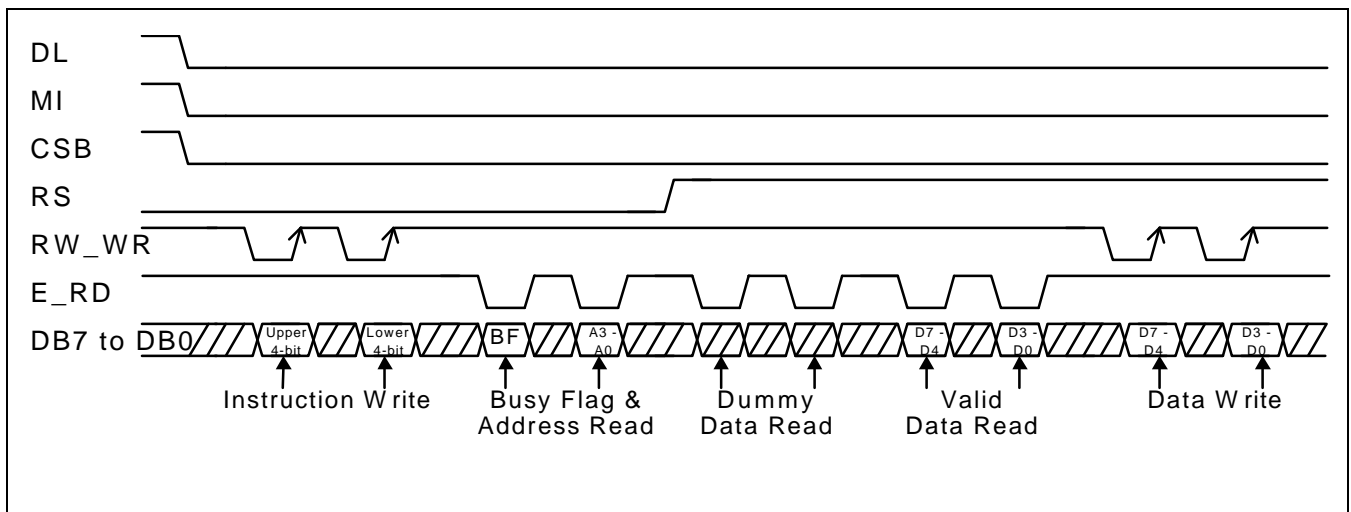 DL
MI
CSB
RS
RW_WR
E_RD
DB7 to DB0
Upper
4-bit
Lower
4-bit
BF
A3 -
A0
D7 -
D4
D3 -
D0
D7 -
D4
D3 -
D0
Instruction Write
Busy Flag &
Address Read
Dummy
Data Read
Valid
Data Read
Data Write